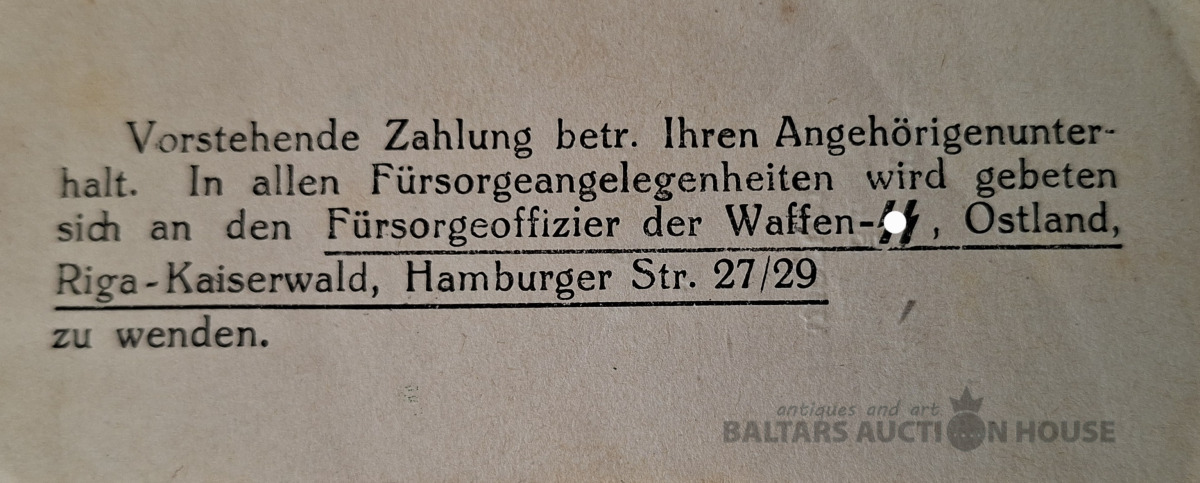 Vorstehende Zahlung betr. Ihren Angehörigenunter-
halt. In allen Fürsorgeangelegenheiten wird gebeten
sich an den Fürsorgeoffizier der Waffen-SS, Ostland,
Riga-Kaiserwald, Hamburger Str. 27/29
zu wenden.
antiques and art
BALTARS AUCTION HOUSE